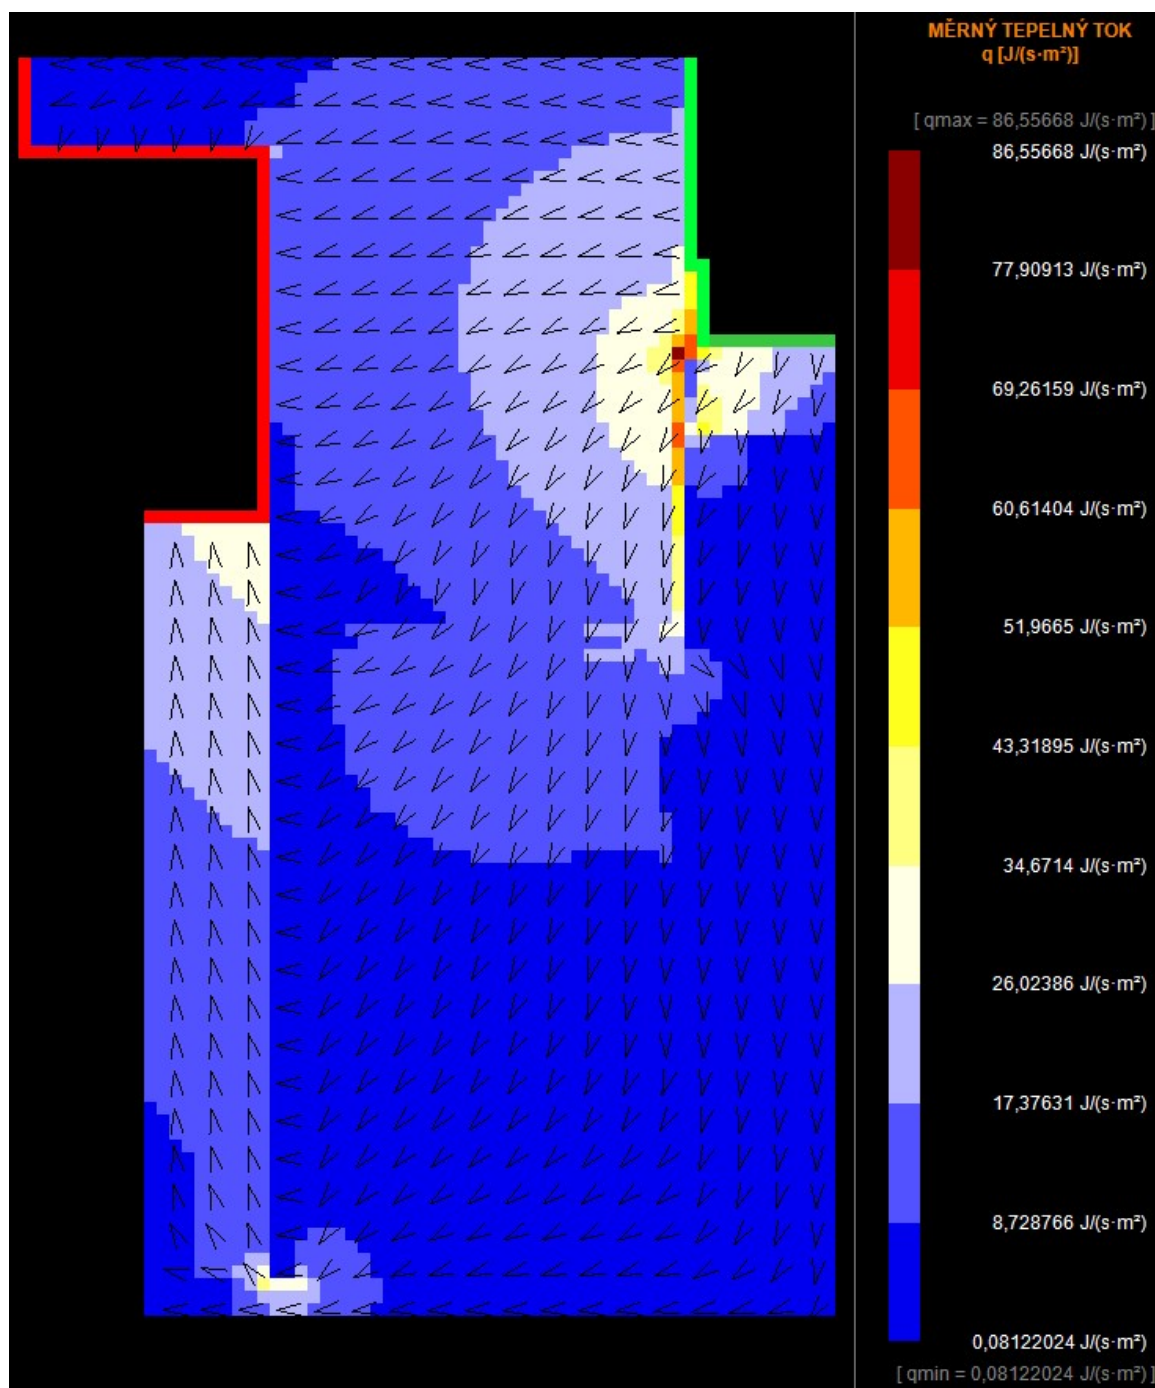 MĚRNÝ TEPELNÝ TOK
q [J/(s·m²)]
[ qmax = 86,55668 J/(s·m²) ]
86,55668 J/(s·m²)
77,90913 J/(s·m²)
69,26159 J/(s·m²)
60,61404 J/(s·m²)
51,9665 J/(s·m²)
43,31895 J/(s·m²)
34,6714 J/(s·m²)
26,02386 J/(s·m²)
17,37631 J/(s·m²)
8,728766 J/(s·m²)
0,08122024 J/(s·m²)
[ qmin = 0,08122024 J/(s·m²) ]